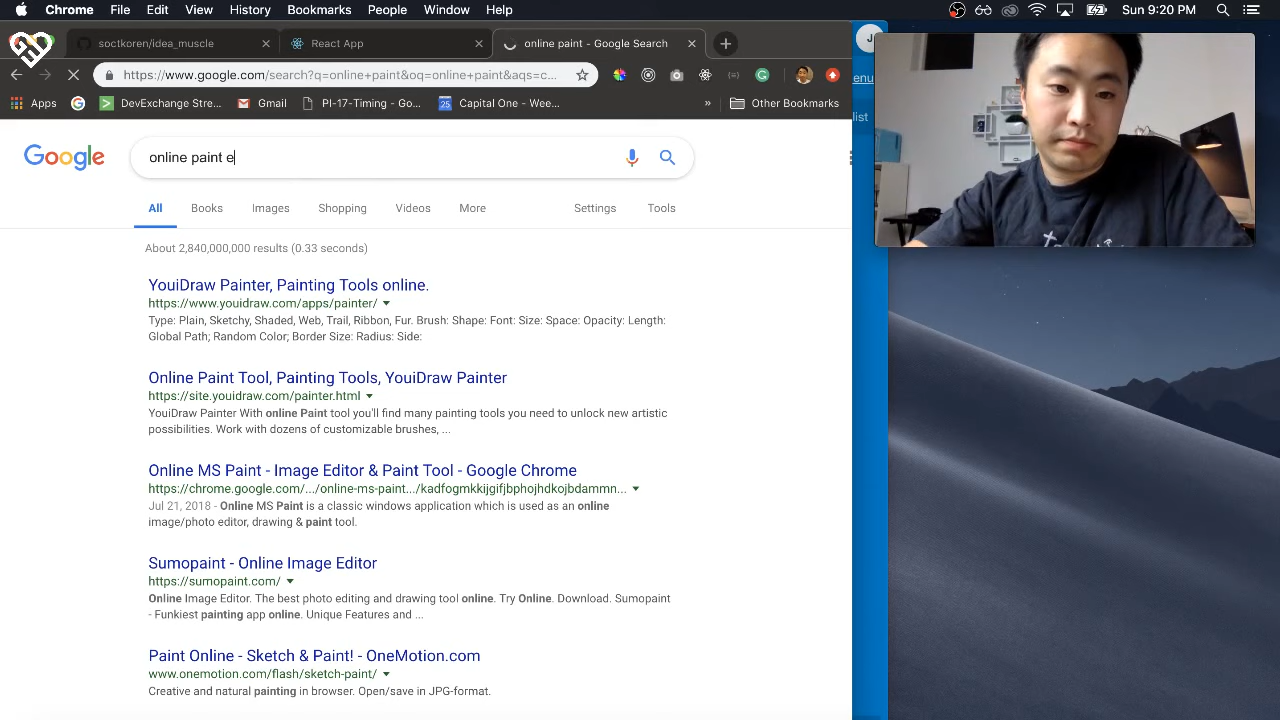 Chrome File Edit View History Bookmarks People Window Help Sun 9:20 PM
soctkoren/idea_muscle React App online paint - Google Search
https://www.google.com/search?q=online+paint&oq=online+paint&aqs=c...
Apps DevExchange Stre... Gmail PI-17-Timing - Go... 25 Capital One - Wee... » Other Bookmarks
J
enu
list
Google online paint e
All Books Images Shopping Videos More Settings Tools
About 2,840,000,000 results (0.33 seconds)
YouiDraw Painter, Painting Tools online.
https://www.youidraw.com/apps/painter/
Type: Plain, Sketchy, Shaded, Web, Trail, Ribbon, Fur. Brush: Shape: Font: Size: Space: Opacity: Length:
Global Path; Random Color; Border Size: Radius: Side:
Online Paint Tool, Painting Tools, YouiDraw Painter
https://site.youidraw.com/painter.html
YouiDraw Painter With online Paint tool you'll find many painting tools you need to unlock new artistic
possibilities. Work with dozens of customizable brushes, ...
Online MS Paint - Image Editor & Paint Tool - Google Chrome
https://chrome.google.com/.../online-ms-paint.../kadfogmkkijgifjbphojhdkojbdammn...
Jul 21, 2018 - Online MS Paint is a classic windows application which is used as an online
image/photo editor, drawing & paint tool.
Sumopaint - Online Image Editor
https://sumopaint.com/
Online Image Editor. The best photo editing and drawing tool online. Try Online. Download. Sumopaint
- Funkiest painting app online. Unique Features and ...
Paint Online - Sketch & Paint! - OneMotion.com
www.onemotion.com/flash/sketch-paint/
Creative and natural painting in browser. Open/save in JPG-format.